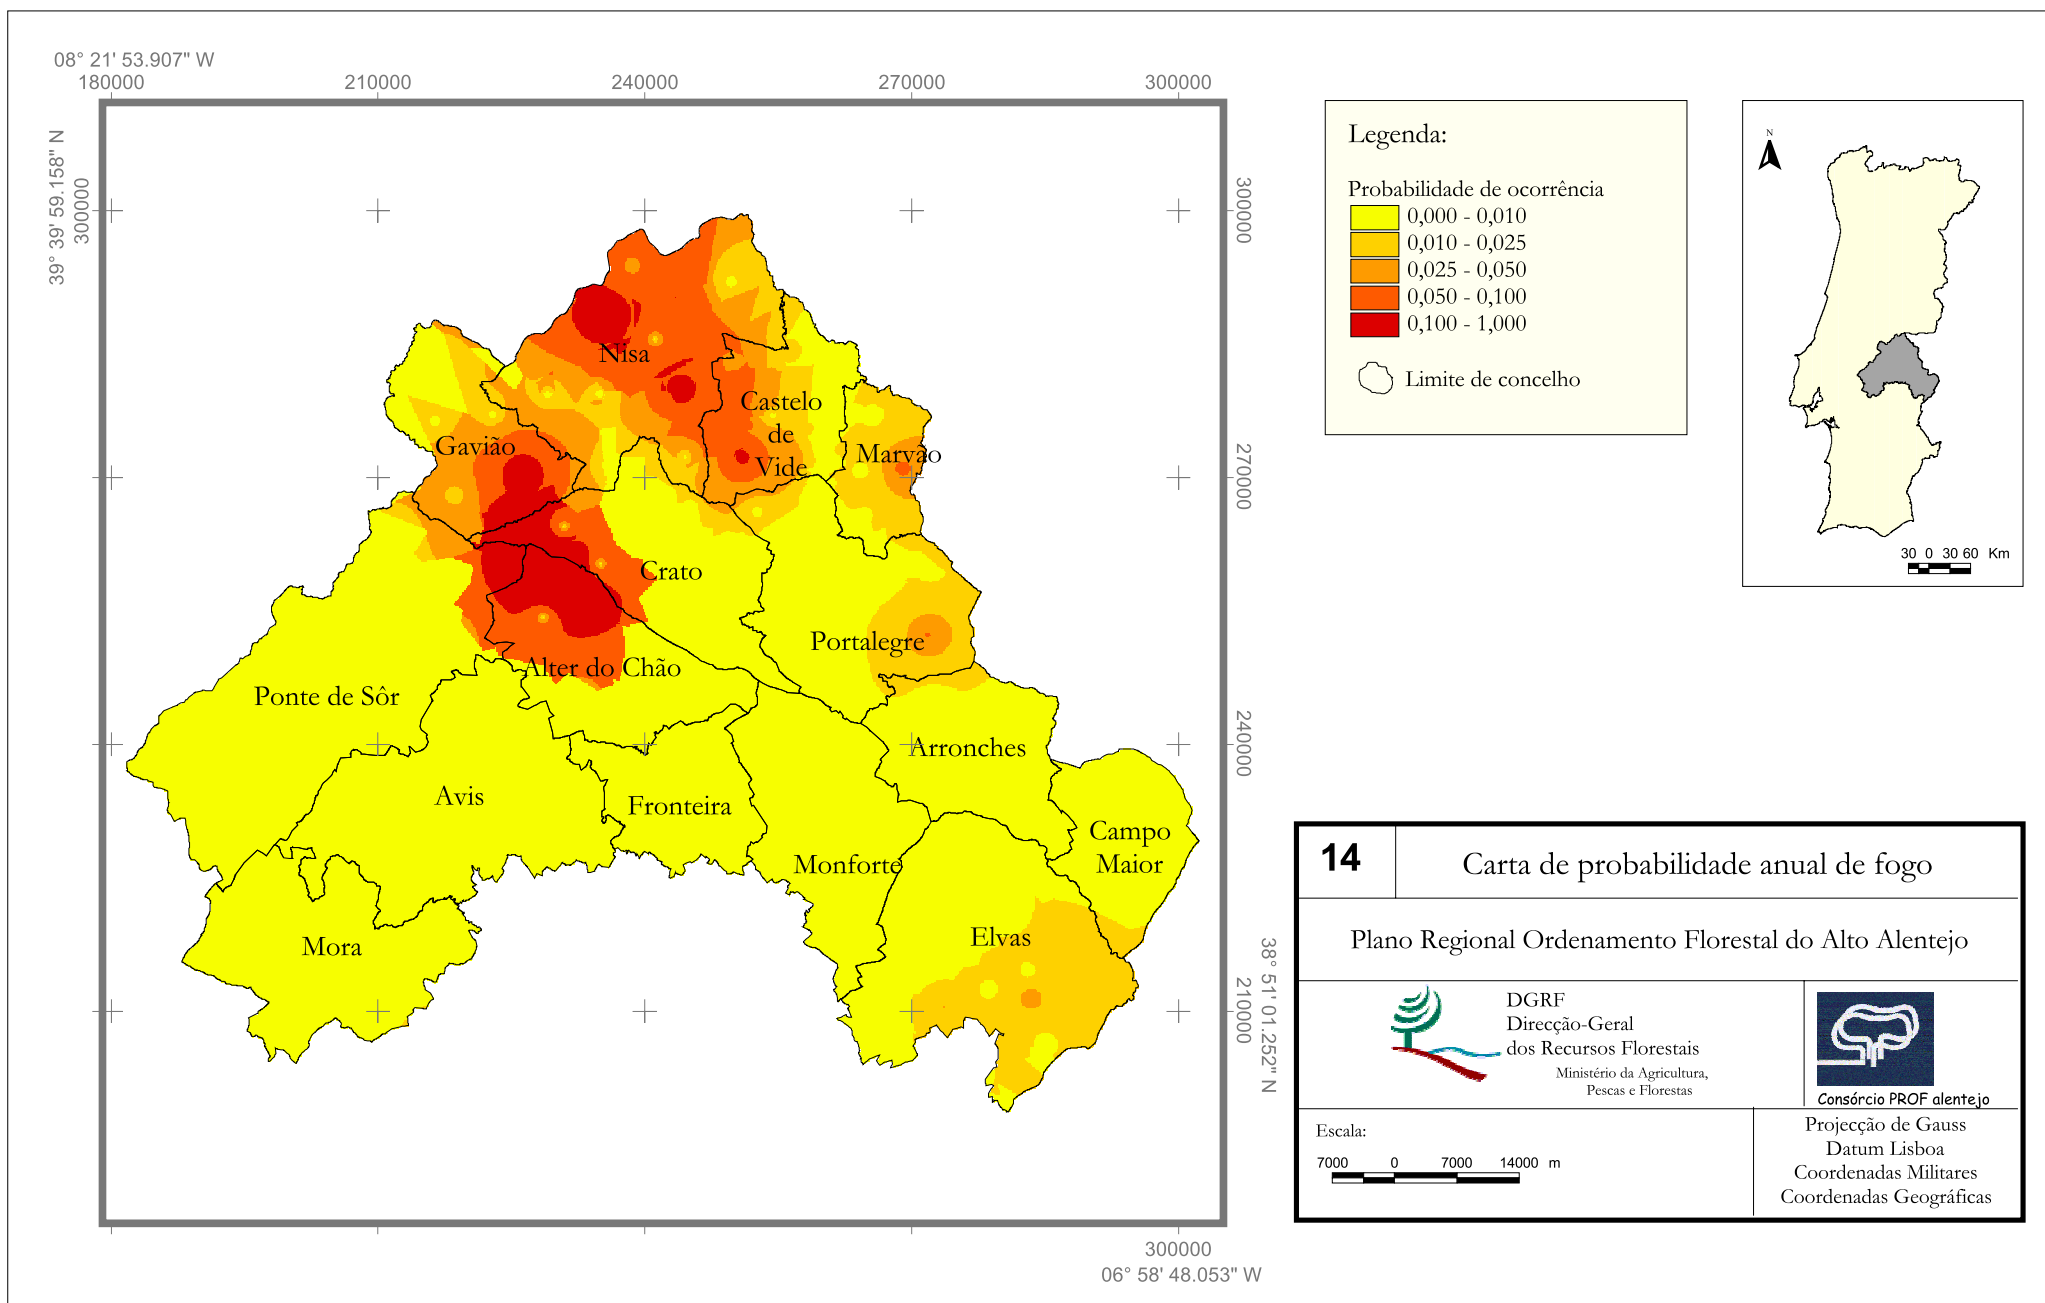 08° 21' 53.907" W
180000
210000
240000
270000
300000
39° 39' 59.158" N
300000
300000
270000
240000
210000
38° 51' 01.252" N
300000
06° 58' 48.053" W
Nisa
Castelo
de
Vide
Marvão
Gavião
Crato
Portalegre
Alter do Chão
Ponte de Sôr
Arronches
Avis
Fronteira
Campo
Maior
Monforte
Elvas
Mora
Legenda:
Probabilidade de ocorrência
0,000 - 0,010
0,010 - 0,025
0,025 - 0,050
0,050 - 0,100
0,100 - 1,000
Limite de concelho
N
30 0 30 60 Km
14
Carta de probabilidade anual de fogo
Plano Regional Ordenamento Florestal do Alto Alentejo
DGRF
Direcção-Geral
dos Recursos Florestais
Ministério da Agricultura,
Pescas e Florestas
Consórcio PROF alentejo
Escala:
7000 0 7000 14000 m
Projecção de Gauss
Datum Lisboa
Coordenadas Militares
Coordenadas Geográficas